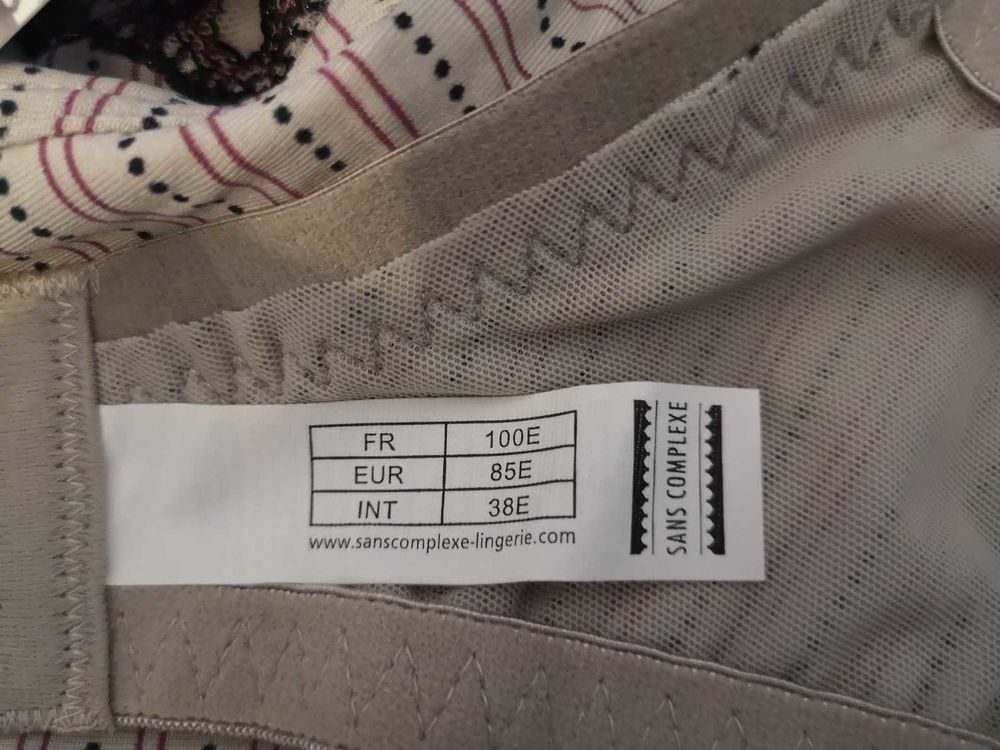 FR 100E
EUR 85E
INT 38E
www.sanscomplexe-lingerie.com
SANS COMPLEXE